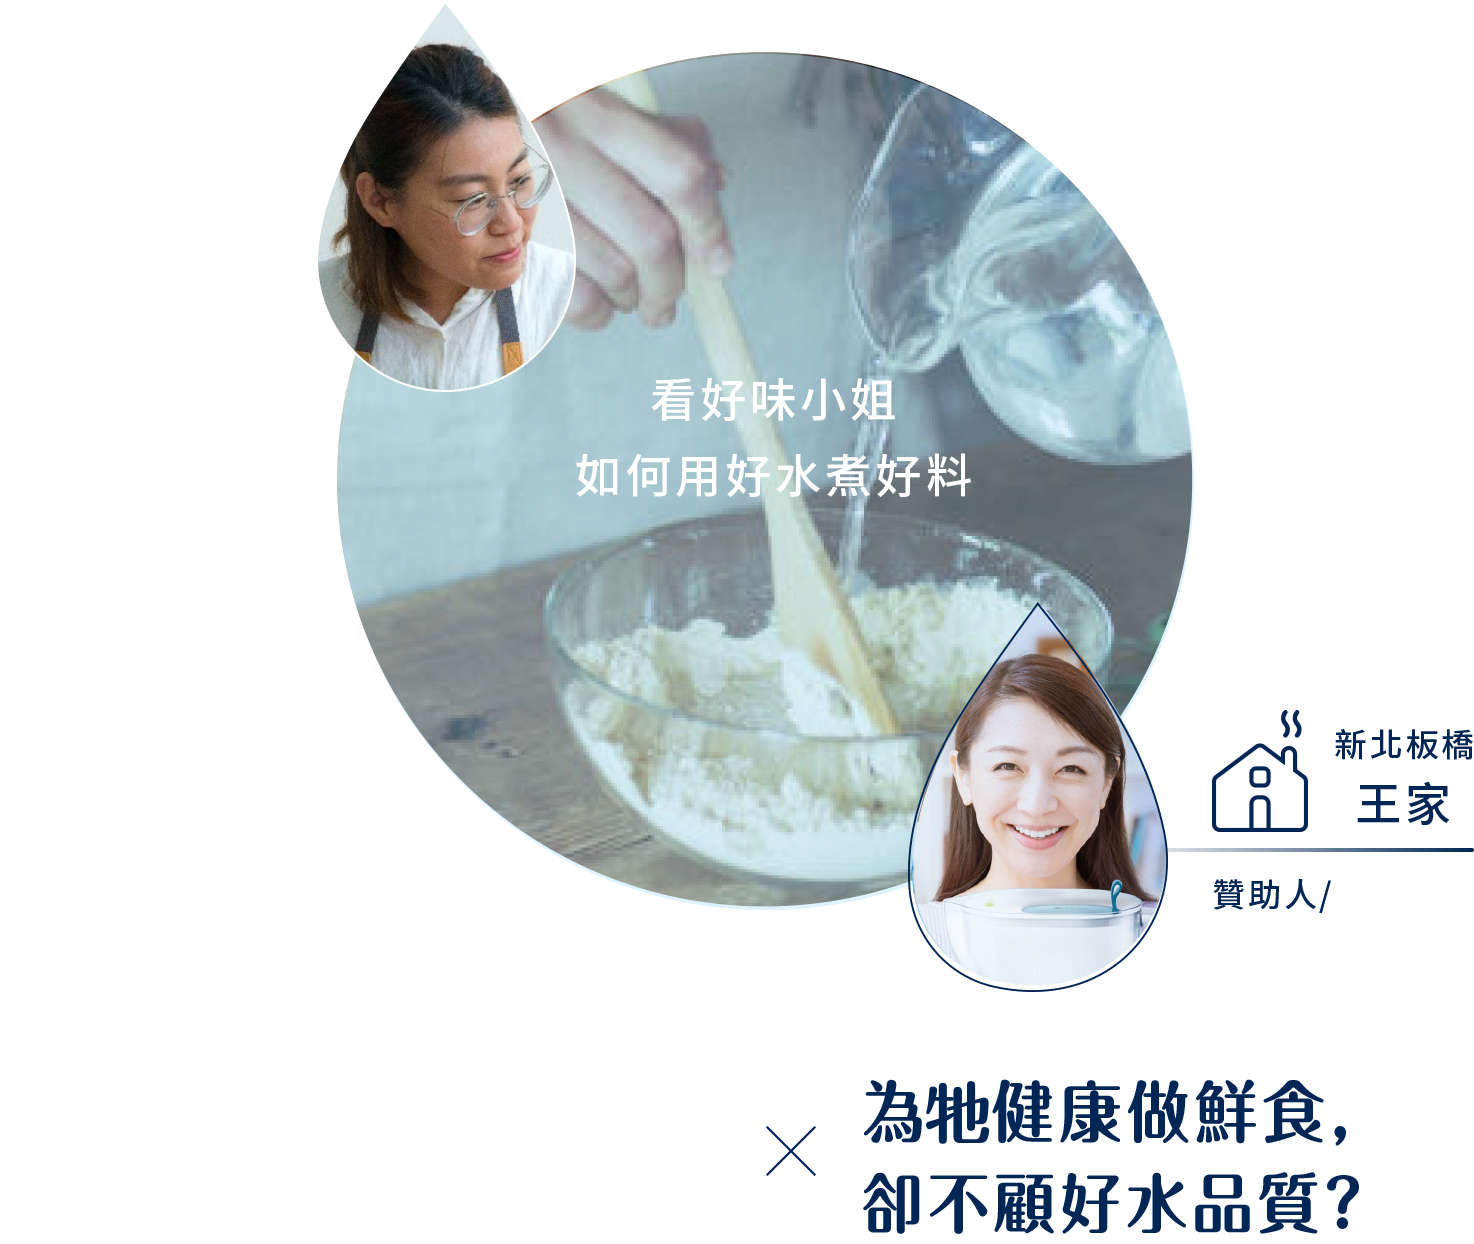 看好味小姐
如何用好水煮好料
新北板橋
王家
贊助人/
為牠健康做鮮食，
卻不顧好水品質？